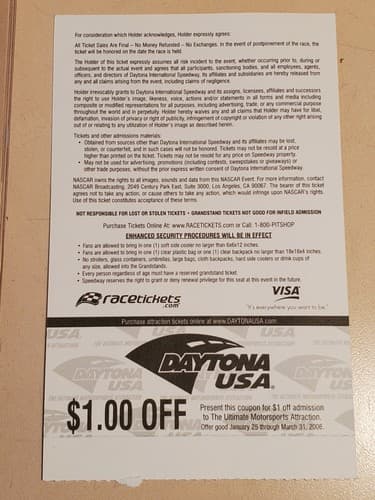 For consideration which Holder acknowledges, Holder expressly agrees:
All Ticket Sales Are Final – No Money Refunded – No Exchanges. In the event of postponement of the race, the
ticket will be honored on the date the race is held.
The Holder of this ticket expressly assumes all risk incident to the event, whether occurring prior to, during or
subsequent to the actual event and agrees that all participants, sanctioning bodies, and all employees, agents,
officers, and directors of Daytona International Speedway, its affiliates and subsidiaries are hereby released from
any and all claims arising from the event, including claims of negligence.
Holder irrevocably grants to Daytona International Speedway and its assigns, licensees, affiliates and successors
the right to use Holder's image, likeness, voice, actions and/or statements in all forms and media including
composite or modified representations for all purposes, including advertising, trade, or any commercial purpose
throughout the world and in perpetuity. Holder hereby waives any and all claims that Holder may have for libel,
defamation, invasion of privacy or right of publicity, infringement of copyright or violation of any other right arising
out of or relating to any utilization of Holder's image as described herein.
Tickets and other admissions materials:
• Obtained from sources other than Daytona International Speedway and its affiliates may be lost,
stolen, or counterfeit, and in such cases will not be honored. Tickets may not be resold at a price
higher than printed on the ticket. Tickets may not be resold for any price on Speedway property.
• May not be used for advertising, promotions (including contests, sweepstakes or giveaways) or
other trade purposes, without the prior express written consent of Daytona International Speedway
NASCAR owns the rights to all images, sounds and data from this NASCAR Event. For more information, contact
NASCAR Broadcasting, 2049 Century Park East, Suite 3000, Los Angeles, CA 90067. The bearer of this ticket
agrees not to take any action, or cause others to take any action, which would infringe upon NASCAR's rights.
Use of this ticket constitutes acceptance of these terms.
NOT RESPONSIBLE FOR LOST OR STOLEN TICKETS • GRANDSTAND TICKETS NOT GOOD FOR INFIELD ADMISSION
Purchase Tickets Online At: www.RACETICKETS.com or Call: 1-800-PITSHOP
ENHANCED SECURITY PROCEDURES WILL BE IN EFFECT
• Fans are allowed to bring in one (1) soft side cooler no larger than 6x6x12 inches.
• Fans are allowed to bring in one (1) clear plastic bag or one (1) clear backpack no larger than 18x18x4 inches.
• No strollers, glass containers, umbrellas, large bags, cloth backpacks, hard side coolers or drink cups of
any size, allowed into the Grandstands.
• Every person regardless of age must have a reserved grandstand ticket.
• Speedway reserves the right to grant or deny renewal privilege for this seat at this event in the future.
racetickets
.com
VISA
"It's everywhere you want to be."
Purchase attraction tickets online at www.DAYTONAUSA.com
DAYTONA
USA
$1.00 OFF
Present this coupon for $1 off admission
to The Ultimate Motorsports Attraction.
Offer good January 25 through March 31, 2006.